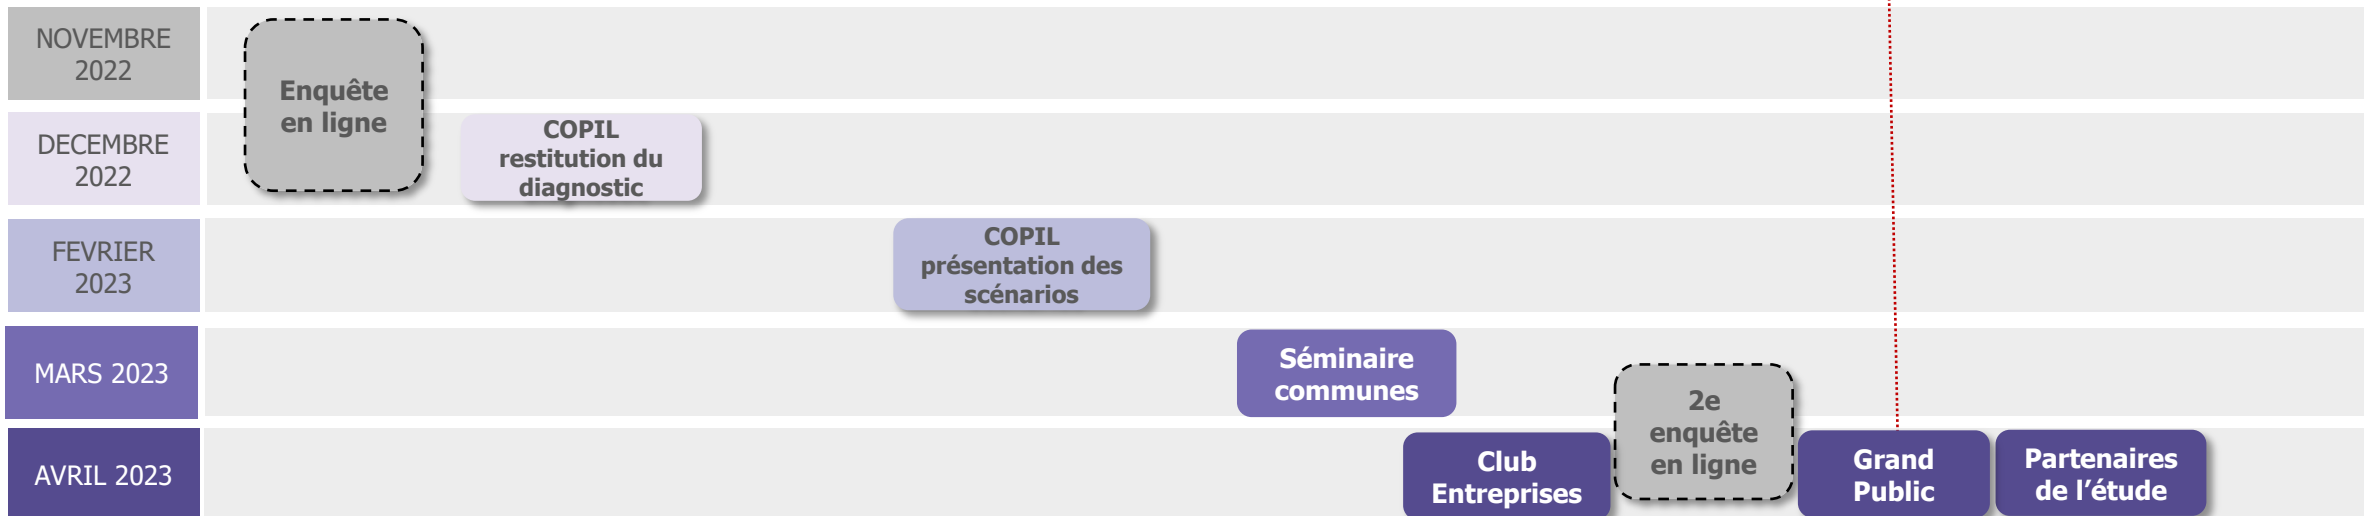 NOVEMBRE
2022
Enquête
en ligne
DECEMBRE
2022
COPIL
restitution du
diagnostic
FEVRIER
2023
COPIL
présentation des
scénarios
MARS 2023
Séminaire
communes
2e
enquête
en ligne
AVRIL 2023
Club
Entreprises
Grand
Public
Partenaires
de l’étude